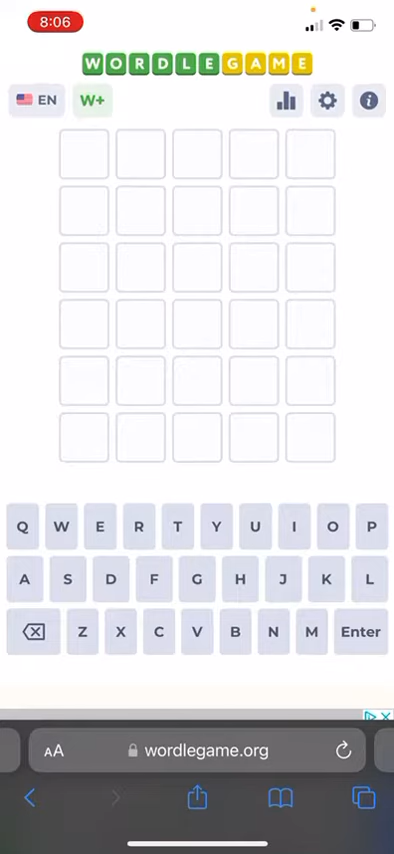 8:06
WORDLEGAME
EN W+
Q W E R T Y U I O P
A S D F G H J K L
Z X C V B N M Enter
AA wordlegame.org